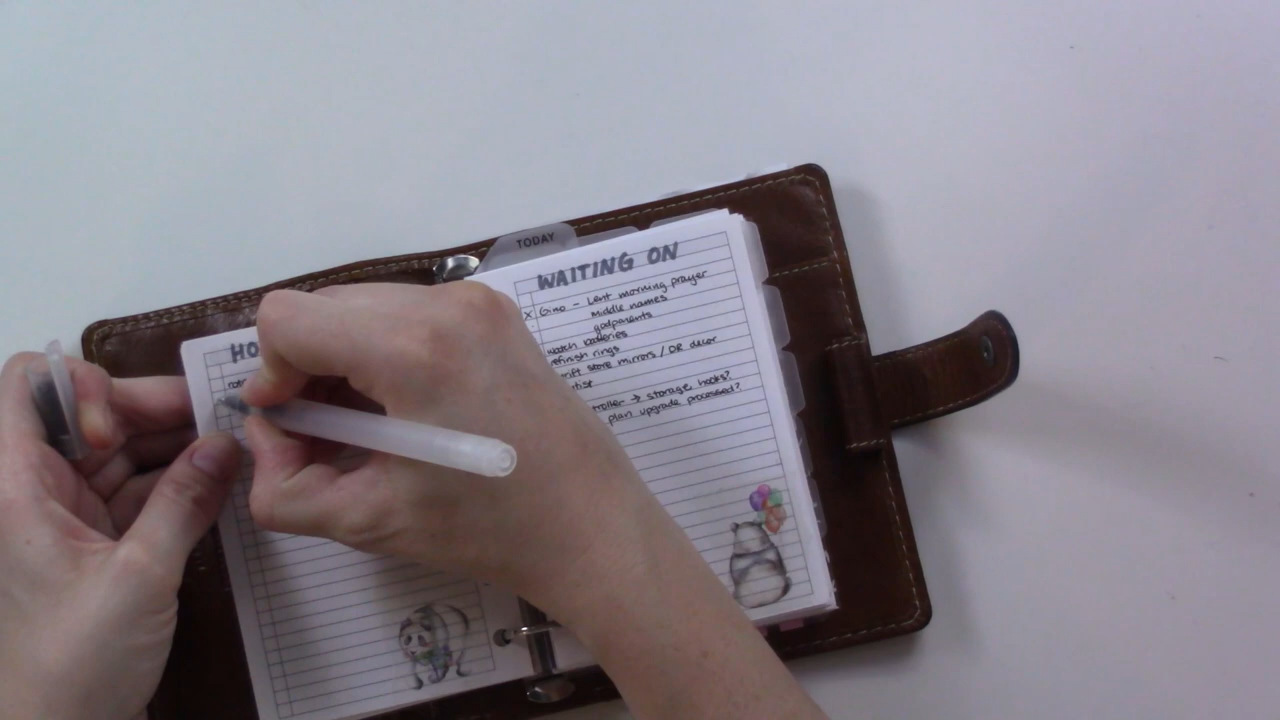 TODAY
HO
WAITING ON
x Gino - Lent morning prayer
middle names
godparents
watch batteries
refinish rings
thrift store mirrors / DR decor
→ storage, hooks?
plan upgrade processed?